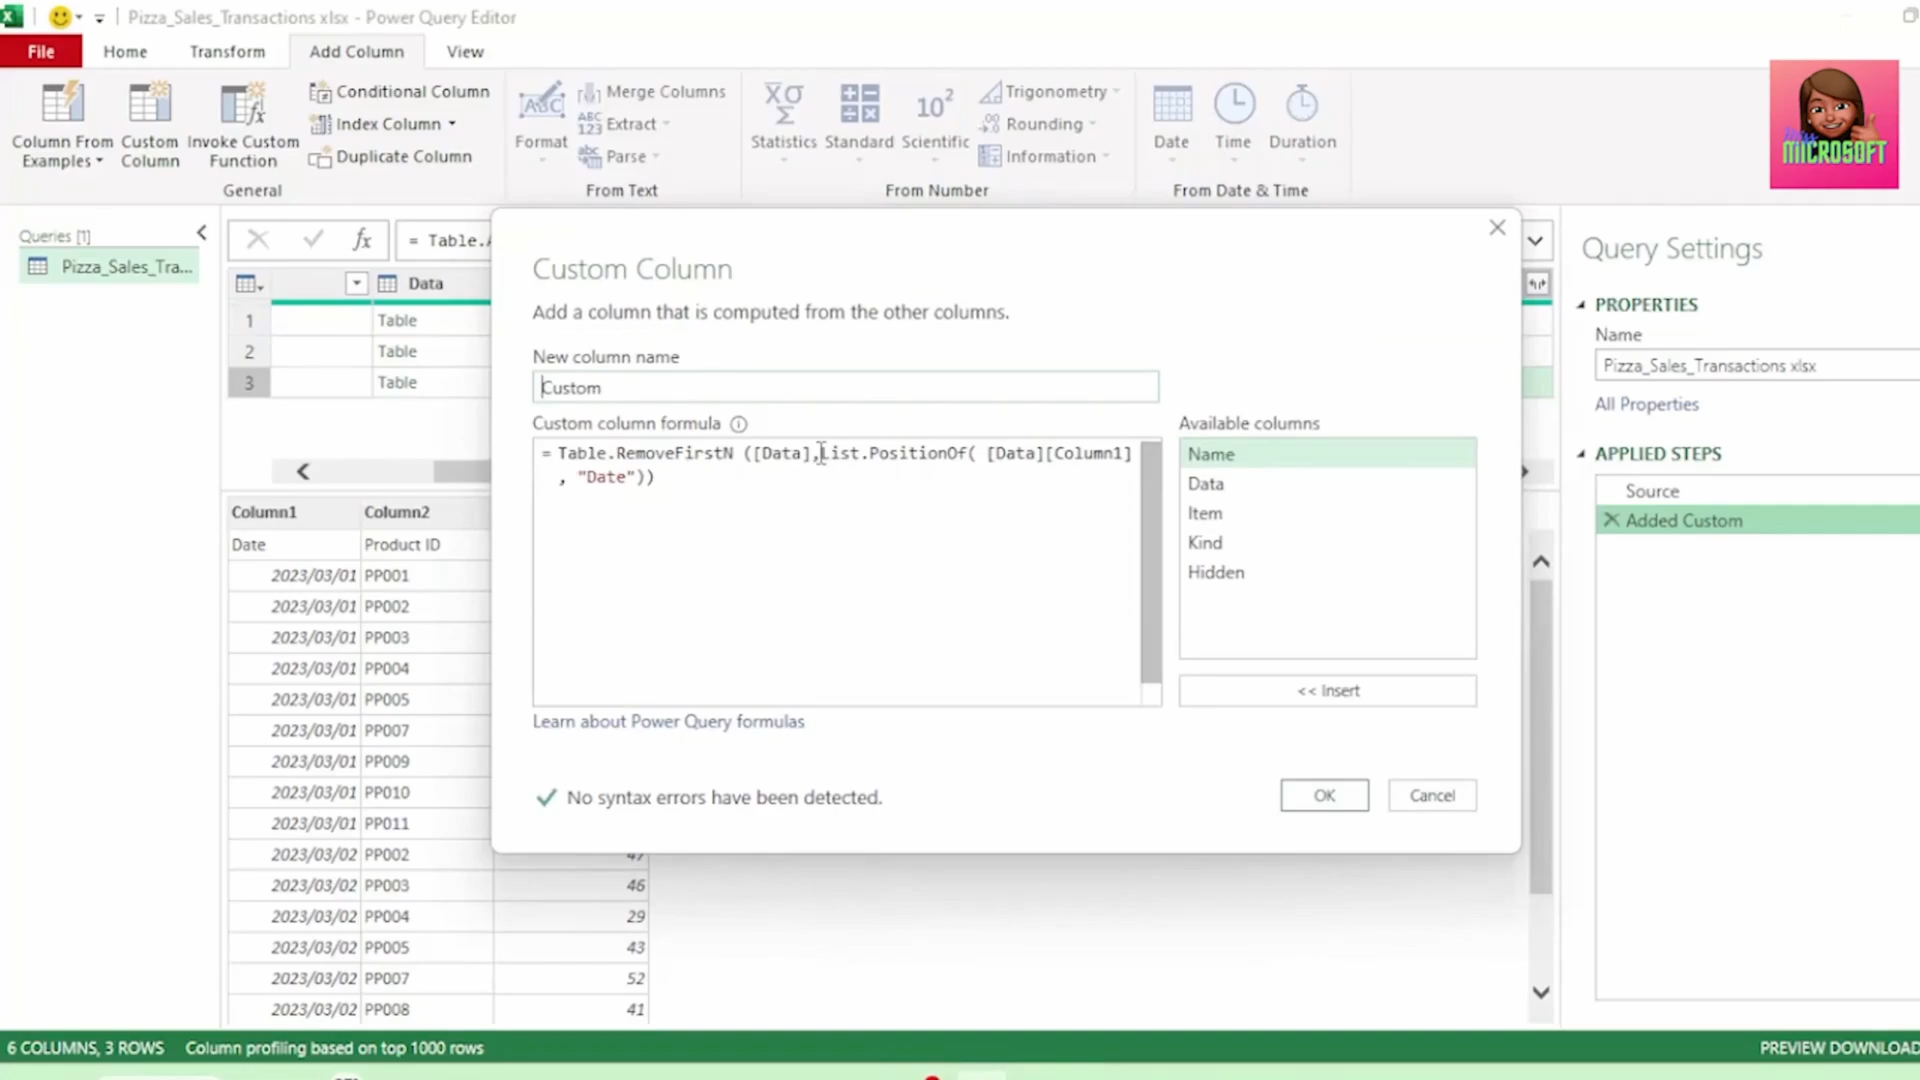 Pizza_Sales_Transactions xlsx - Power Query Editor
File
Home
Transform
Add Column
View
Column From Examples
Custom Column
Invoke Custom Function
Conditional Column
Index Column
Duplicate Column
General
Format
Merge Columns
Extract
Parse
From Text
Statistics
Standard
Scientific
Trigonometry
Rounding
Information
From Number
Date
Time
Duration
From Date & Time
MICROSOFT
Queries [1]
Pizza_Sales_Tra...
= Table.A
Data
1 Table
2 Table
3 Table
Column1 Column2
Date Product ID
2023/03/01 PP001
2023/03/01 PP002
2023/03/01 PP003
2023/03/01 PP004
2023/03/01 PP005
2023/03/01 PP007
2023/03/01 PP009
2023/03/01 PP010
2023/03/01 PP011
2023/03/02 PP002 47
2023/03/02 PP003 46
2023/03/02 PP004 29
2023/03/02 PP005 43
2023/03/02 PP007 52
2023/03/02 PP008 41
Custom Column
Add a column that is computed from the other columns.
New column name
Custom
Custom column formula
= Table.RemoveFirstN ([Data],List.PositionOf( [Data][Column1]
, "Date"))
Available columns
Name
Data
Item
Kind
Hidden
<< Insert
Learn about Power Query formulas
No syntax errors have been detected.
OK
Cancel
Query Settings
PROPERTIES
Name
Pizza_Sales_Transactions xlsx
All Properties
APPLIED STEPS
Source
Added Custom
6 COLUMNS, 3 ROWS
Column profiling based on top 1000 rows
PREVIEW DOWNLOAD